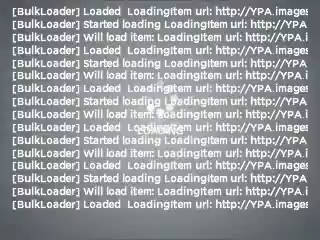 [BulkLoader] Loaded LoadingItem url: http://YPA.images
[BulkLoader] Started loading LoadingItem url: http://YPA
[BulkLoader] Will load item: LoadingItem url: http://YPA.i
[BulkLoader] Loaded LoadingItem url: http://YPA.images
[BulkLoader] Started loading LoadingItem url: http://YPA
[BulkLoader] Will load item: LoadingItem url: http://YPA.i
[BulkLoader] Loaded LoadingItem url: http://YPA.images
[BulkLoader] Started loading LoadingItem url: http://YPA
[BulkLoader] Will load item: LoadingItem url: http://YPA.i
[BulkLoader] Loaded LoadingItem url: http://YPA.images
LOADING
[BulkLoader] Started loading LoadingItem url: http://YPA
[BulkLoader] Will load item: LoadingItem url: http://YPA.i
[BulkLoader] Loaded LoadingItem url: http://YPA.images
[BulkLoader] Started loading LoadingItem url: http://YPA
[BulkLoader] Will load item: LoadingItem url: http://YPA.i
[BulkLoader] Loaded LoadingItem url: http://YPA.images